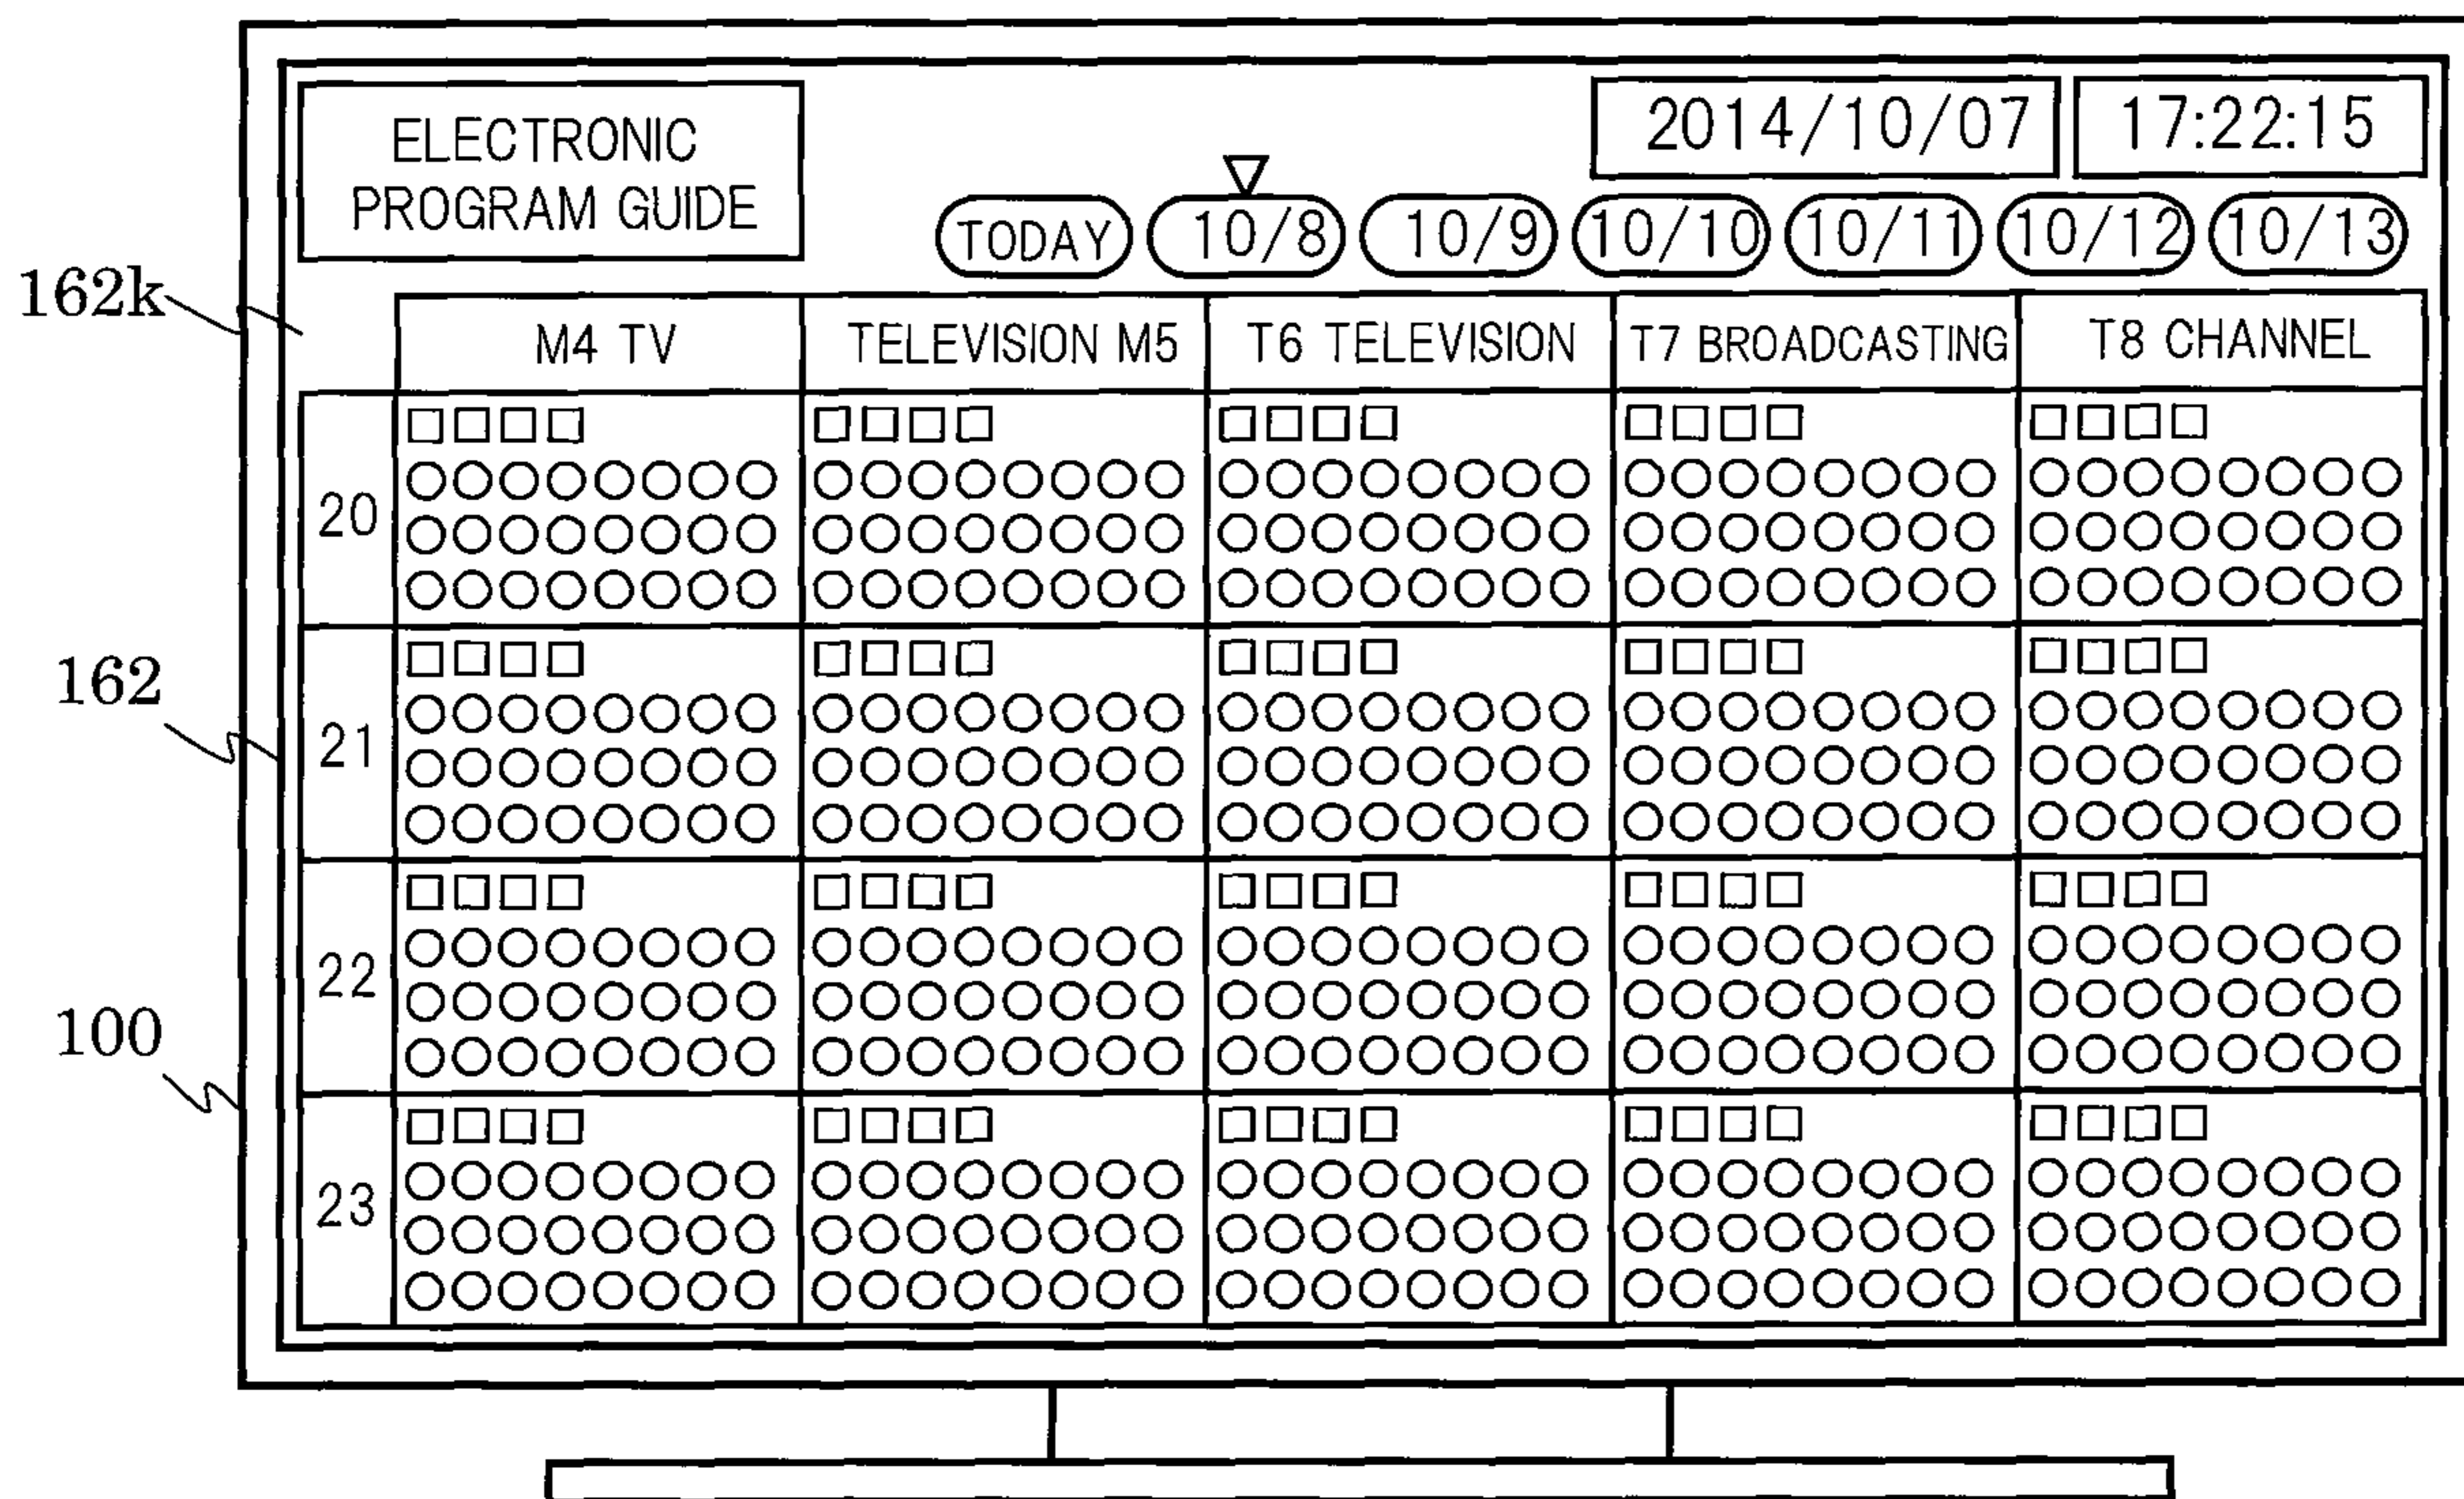 ELECTRONIC
PROGRAM GUIDE
2014/10/07 17:22:15
▽
TODAY 10/8 10/9 10/10 10/11 10/12 10/13
162k
M4 TV TELEVISION M5 T6 TELEVISION T7 BROADCASTING T8 CHANNEL
□□□□ □□□□ □□□□ □□□□ □□□□
○○○○○○○○ ○○○○○○○○ ○○○○○○○○ ○○○○○○○○ ○○○○○○○○
20 ○○○○○○○○ ○○○○○○○○ ○○○○○○○○ ○○○○○○○○ ○○○○○○○○
○○○○○○○○ ○○○○○○○○ ○○○○○○○○ ○○○○○○○○ ○○○○○○○○
□□□□ □□□□ □□□□ □□□□ □□□□
162
○○○○○○○○ ○○○○○○○○ ○○○○○○○○ ○○○○○○○○ ○○○○○○○○
21 ○○○○○○○○ ○○○○○○○○ ○○○○○○○○ ○○○○○○○○ ○○○○○○○○
○○○○○○○○ ○○○○○○○○ ○○○○○○○○ ○○○○○○○○ ○○○○○○○○
□□□□ □□□□ □□□□ □□□□ □□□□
○○○○○○○○ ○○○○○○○○ ○○○○○○○○ ○○○○○○○○ ○○○○○○○○
22 ○○○○○○○○ ○○○○○○○○ ○○○○○○○○ ○○○○○○○○ ○○○○○○○○
100
○○○○○○○○ ○○○○○○○○ ○○○○○○○○ ○○○○○○○○ ○○○○○○○○
□□□□ □□□□ □□□□ □□□□ □□□□
○○○○○○○○ ○○○○○○○○ ○○○○○○○○ ○○○○○○○○ ○○○○○○○○
23 ○○○○○○○○ ○○○○○○○○ ○○○○○○○○ ○○○○○○○○ ○○○○○○○○
○○○○○○○○ ○○○○○○○○ ○○○○○○○○ ○○○○○○○○ ○○○○○○○○